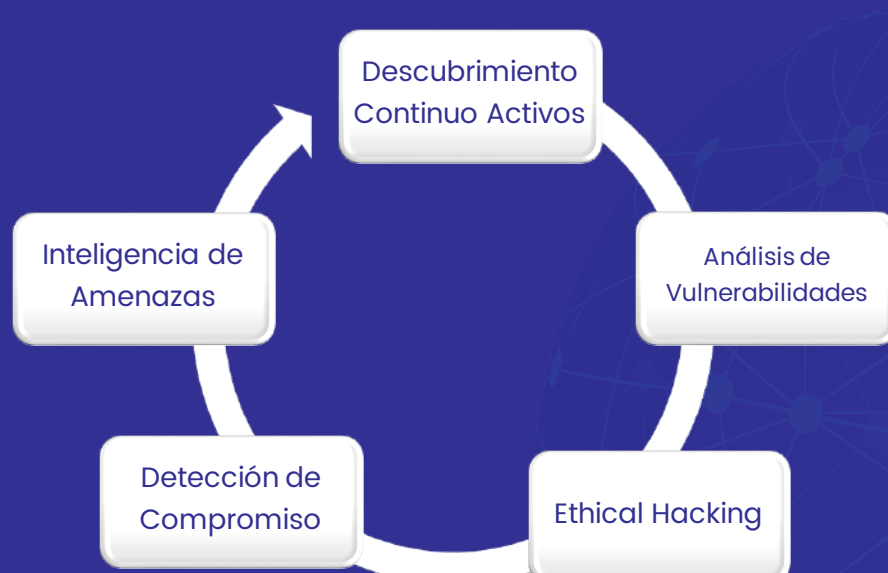 Descubrimiento
Continuo Activos
Análisis de
Vulnerabilidades
Ethical Hacking
Detección de
Compromiso
Inteligencia de
Amenazas